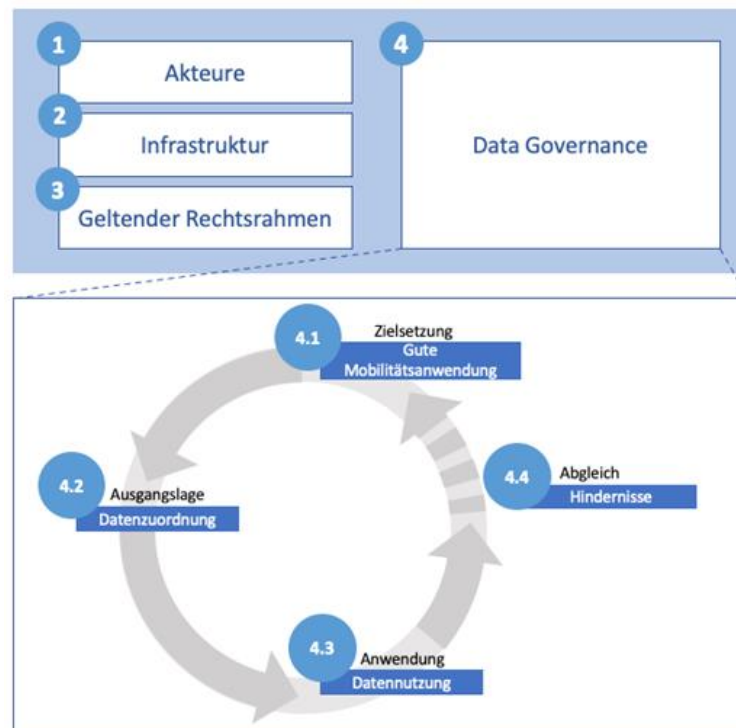 1
Akteure
2
Infrastruktur
3
Geltender Rechtsrahmen
4
Data Governance
4.1
Zielsetzung
Gute
Mobilitätsanwendung
4.2
Ausgangslage
Datenzuordnung
4.3
Anwendung
Datennutzung
4.4
Abgleich
Hindernisse